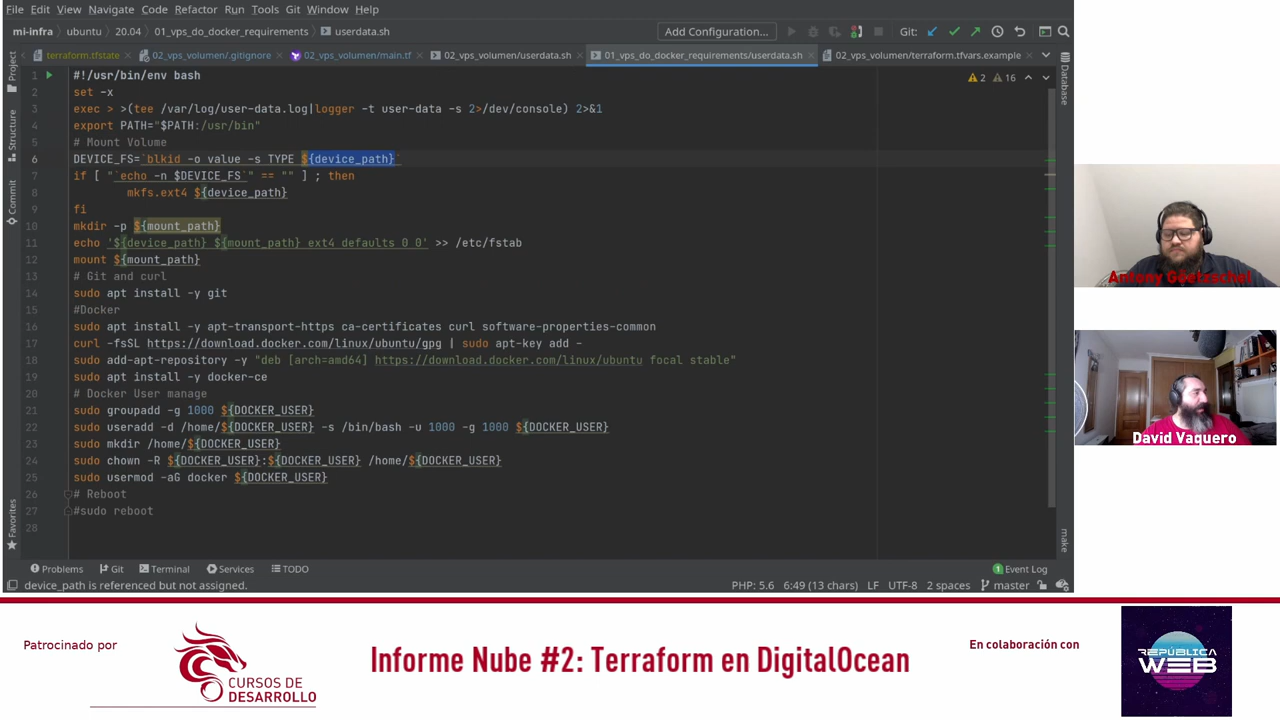 File Edit View Navigate Code Refactor Run Tools Git Window Help
mi-infra ubuntu 20.04 01_vps_do_docker_requirements userdata.sh Add Configuration... Git:
terraform.tfstate 02_vps_volumen/.gitignore 02_vps_volumen/main.tf 02_vps_volumen/userdata.sh 01_vps_do_docker_requirements/userdata.sh 02_vps_volumen/terraform.tfvars.example
Project
Structure
Commit
Favorites
Database
make
2 16
1 #!/usr/bin/env bash
2 set -x
3 exec > >(tee /var/log/user-data.log|logger -t user-data -s 2>/dev/console) 2>&1
4 export PATH="$PATH:/usr/bin"
5 # Mount Volume
6 DEVICE_FS=`blkid -o value -s TYPE ${device_path}`
7 if [ "`echo -n $DEVICE_FS`" == "" ] ; then
8 mkfs.ext4 ${device_path}
9 fi
10 mkdir -p ${mount_path}
11 echo '${device_path} ${mount_path} ext4 defaults 0 0' >> /etc/fstab
12 mount ${mount_path}
13 # Git and curl
14 sudo apt install -y git
15 #Docker
16 sudo apt install -y apt-transport-https ca-certificates curl software-properties-common
17 curl -fsSL https://download.docker.com/linux/ubuntu/gpg | sudo apt-key add -
18 sudo add-apt-repository -y "deb [arch=amd64] https://download.docker.com/linux/ubuntu focal stable"
19 sudo apt install -y docker-ce
20 # Docker User manage
21 sudo groupadd -g 1000 ${DOCKER_USER}
22 sudo useradd -d /home/${DOCKER_USER} -s /bin/bash -u 1000 -g 1000 ${DOCKER_USER}
23 sudo mkdir /home/${DOCKER_USER}
24 sudo chown -R ${DOCKER_USER}:${DOCKER_USER} /home/${DOCKER_USER}
25 sudo usermod -aG docker ${DOCKER_USER}
26 # Reboot
27 #sudo reboot
28
Problems Git Terminal Services TODO 1 Event Log
device_path is referenced but not assigned. PHP: 5.6 6:49 (13 chars) LF UTF-8 2 spaces master
Antony Goetzschel
David Vaquero
Patrocinado por
CURSOS DE
DESARROLLO
Informe Nube #2: Terraform en DigitalOcean
En colaboración con
REPÚBLICA
WEB